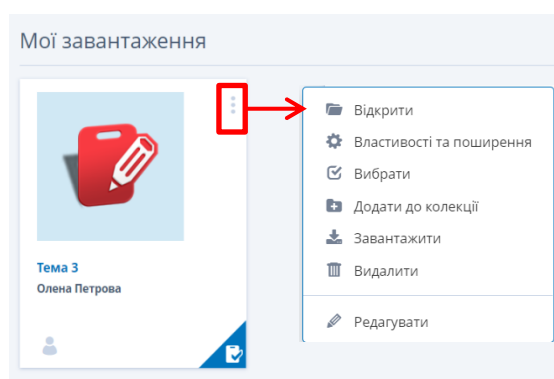 Мої завантаження
Тема 3
Олена Петрова
Відкрити
Властивості та поширення
Вибрати
Додати до колекції
Завантажити
Видалити
Редагувати